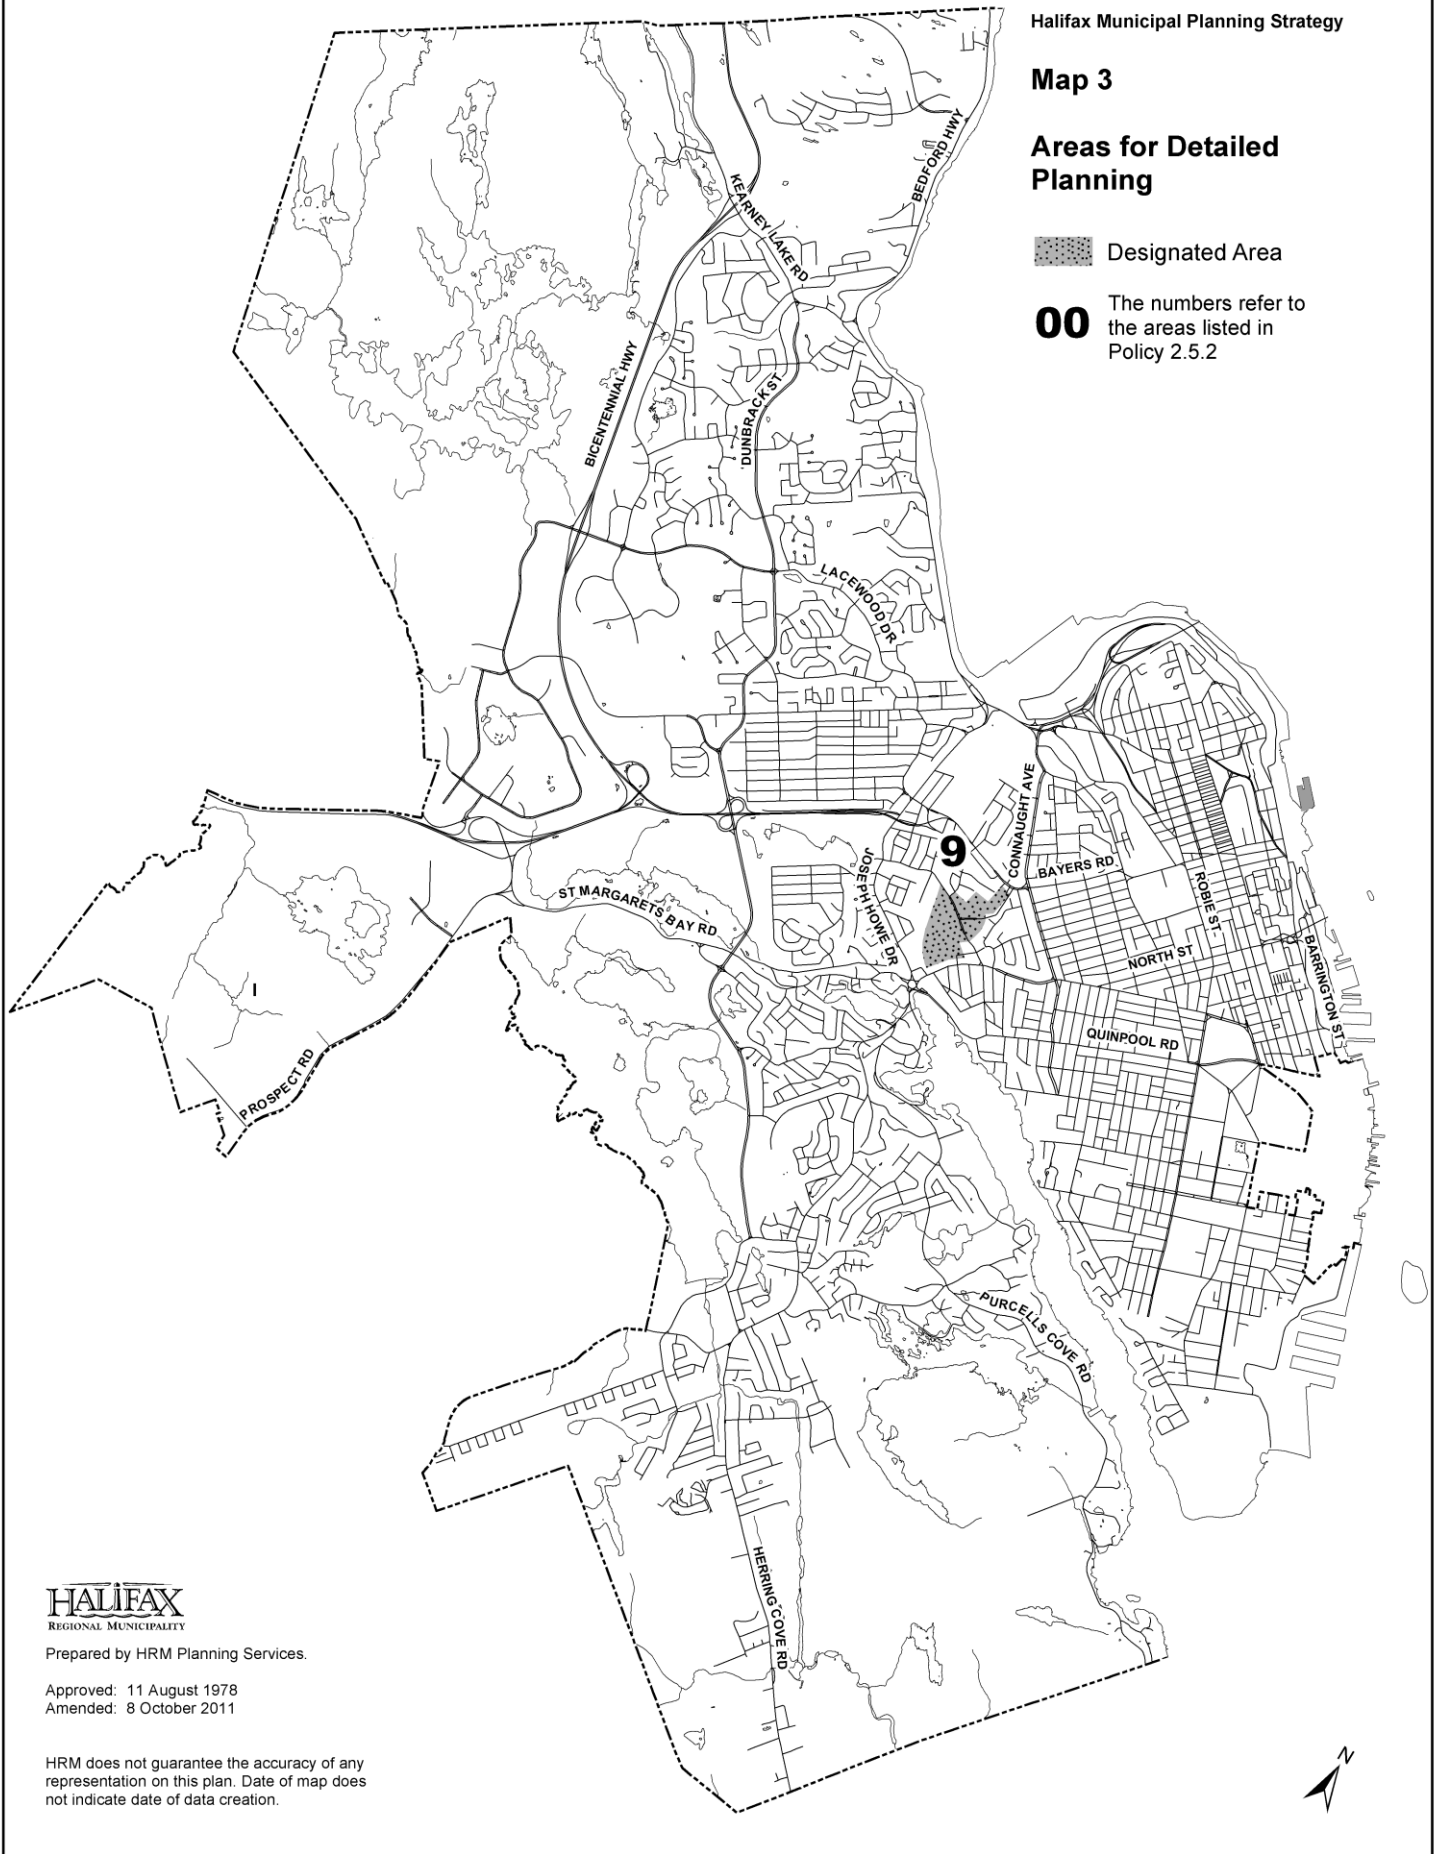 Halifax Municipal Planning Strategy
Map 3
Areas for Detailed
Planning
Designated Area
00
The numbers refer to
the areas listed in
Policy 2.5.2
BEDFORD HWY
KEARNEY LAKE RD
BICENTENNIAL HWY
DUNBRACK ST
LACEWOOD DR
CONNAUGHT AVE
9
BAYERS RD
JOSEPH HOWE DR
ROBIE ST
ST MARGARETS BAY RD
NORTH ST
BARRINGTON ST
I
QUINPOOL RD
PROSPECT RD
PURCELLS COVE RD
HERRING COVE RD
HALIFAX
REGIONAL MUNICIPALITY
Prepared by HRM Planning Services.
Approved: 11 August 1978
Amended: 8 October 2011
HRM does not guarantee the accuracy of any
representation on this plan. Date of map does
not indicate date of data creation.
N